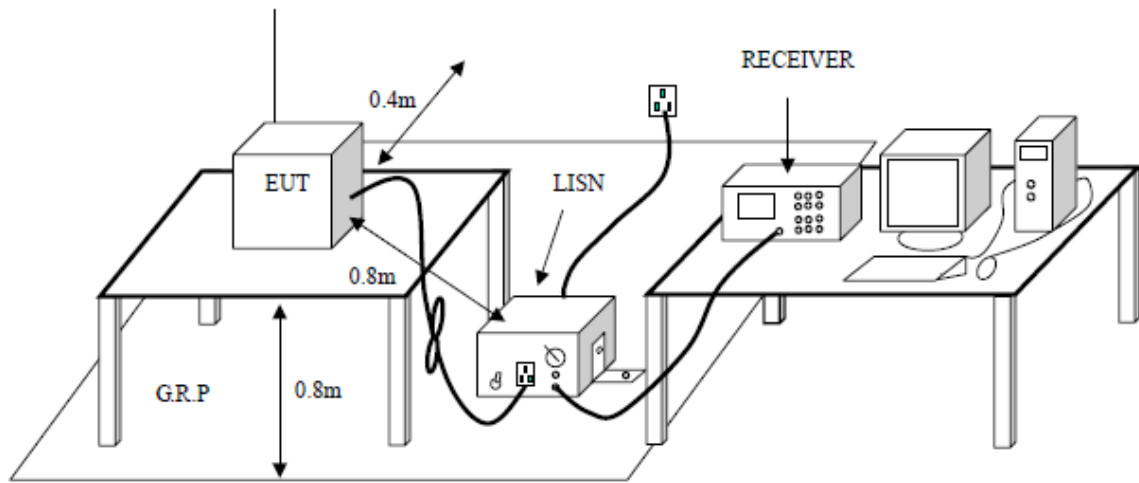 RECEIVER
0.4m
EUT
LISN
0.8m
G.R.P
0.8m